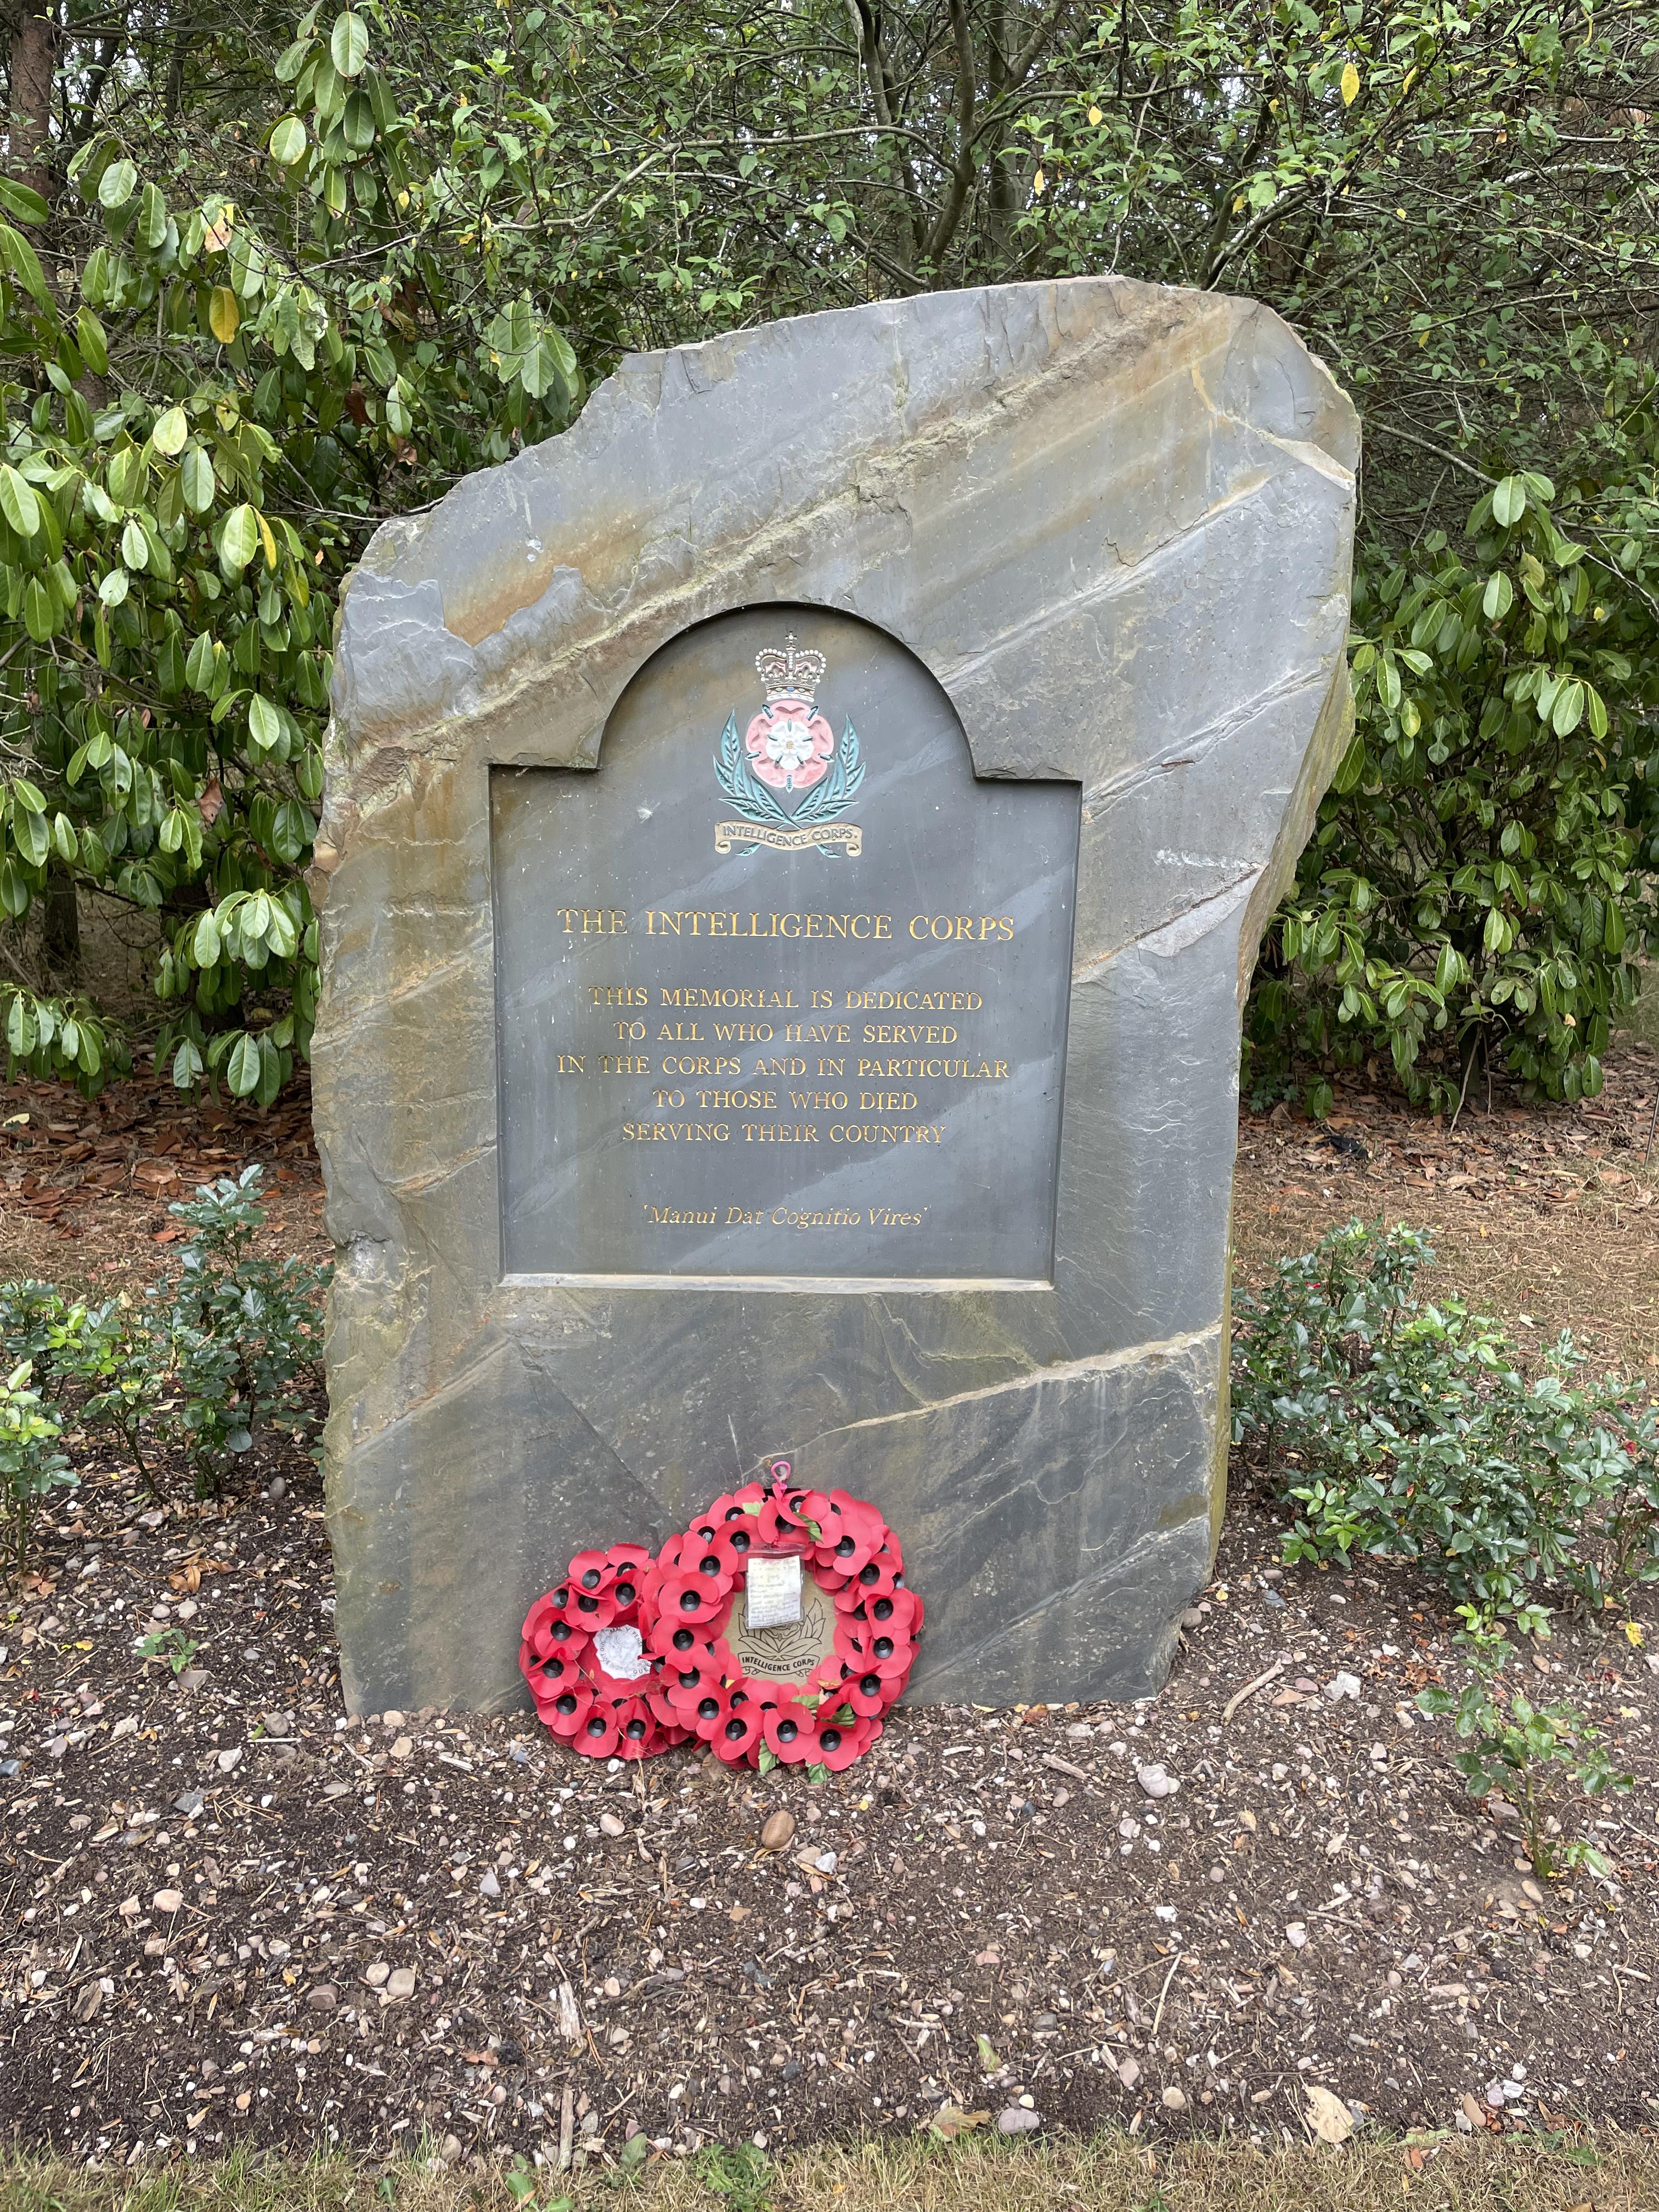 INTELLIGENCE CORPS
THE INTELLIGENCE CORPS
THIS MEMORIAL IS DEDICATED
TO ALL WHO HAVE SERVED
IN THE CORPS AND IN PARTICULAR
TO THOSE WHO DIED
SERVING THEIR COUNTRY
'Manui Dat Cognitio Vires'
INTELLIGENCE CORPS